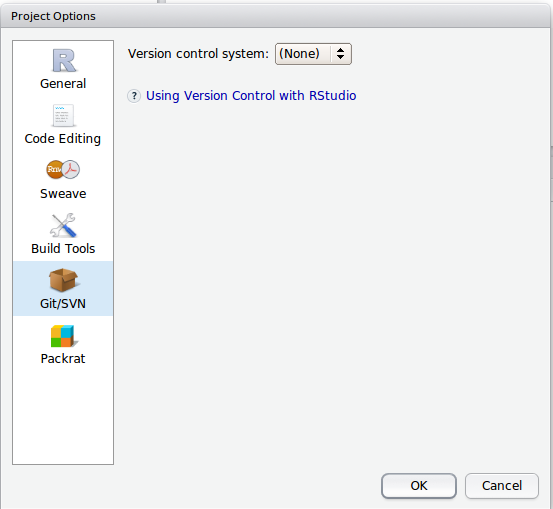 Project Options
General
Code Editing
Sweave
Build Tools
Git/SVN
Packrat
Version control system: (None)
? Using Version Control with RStudio
OK Cancel